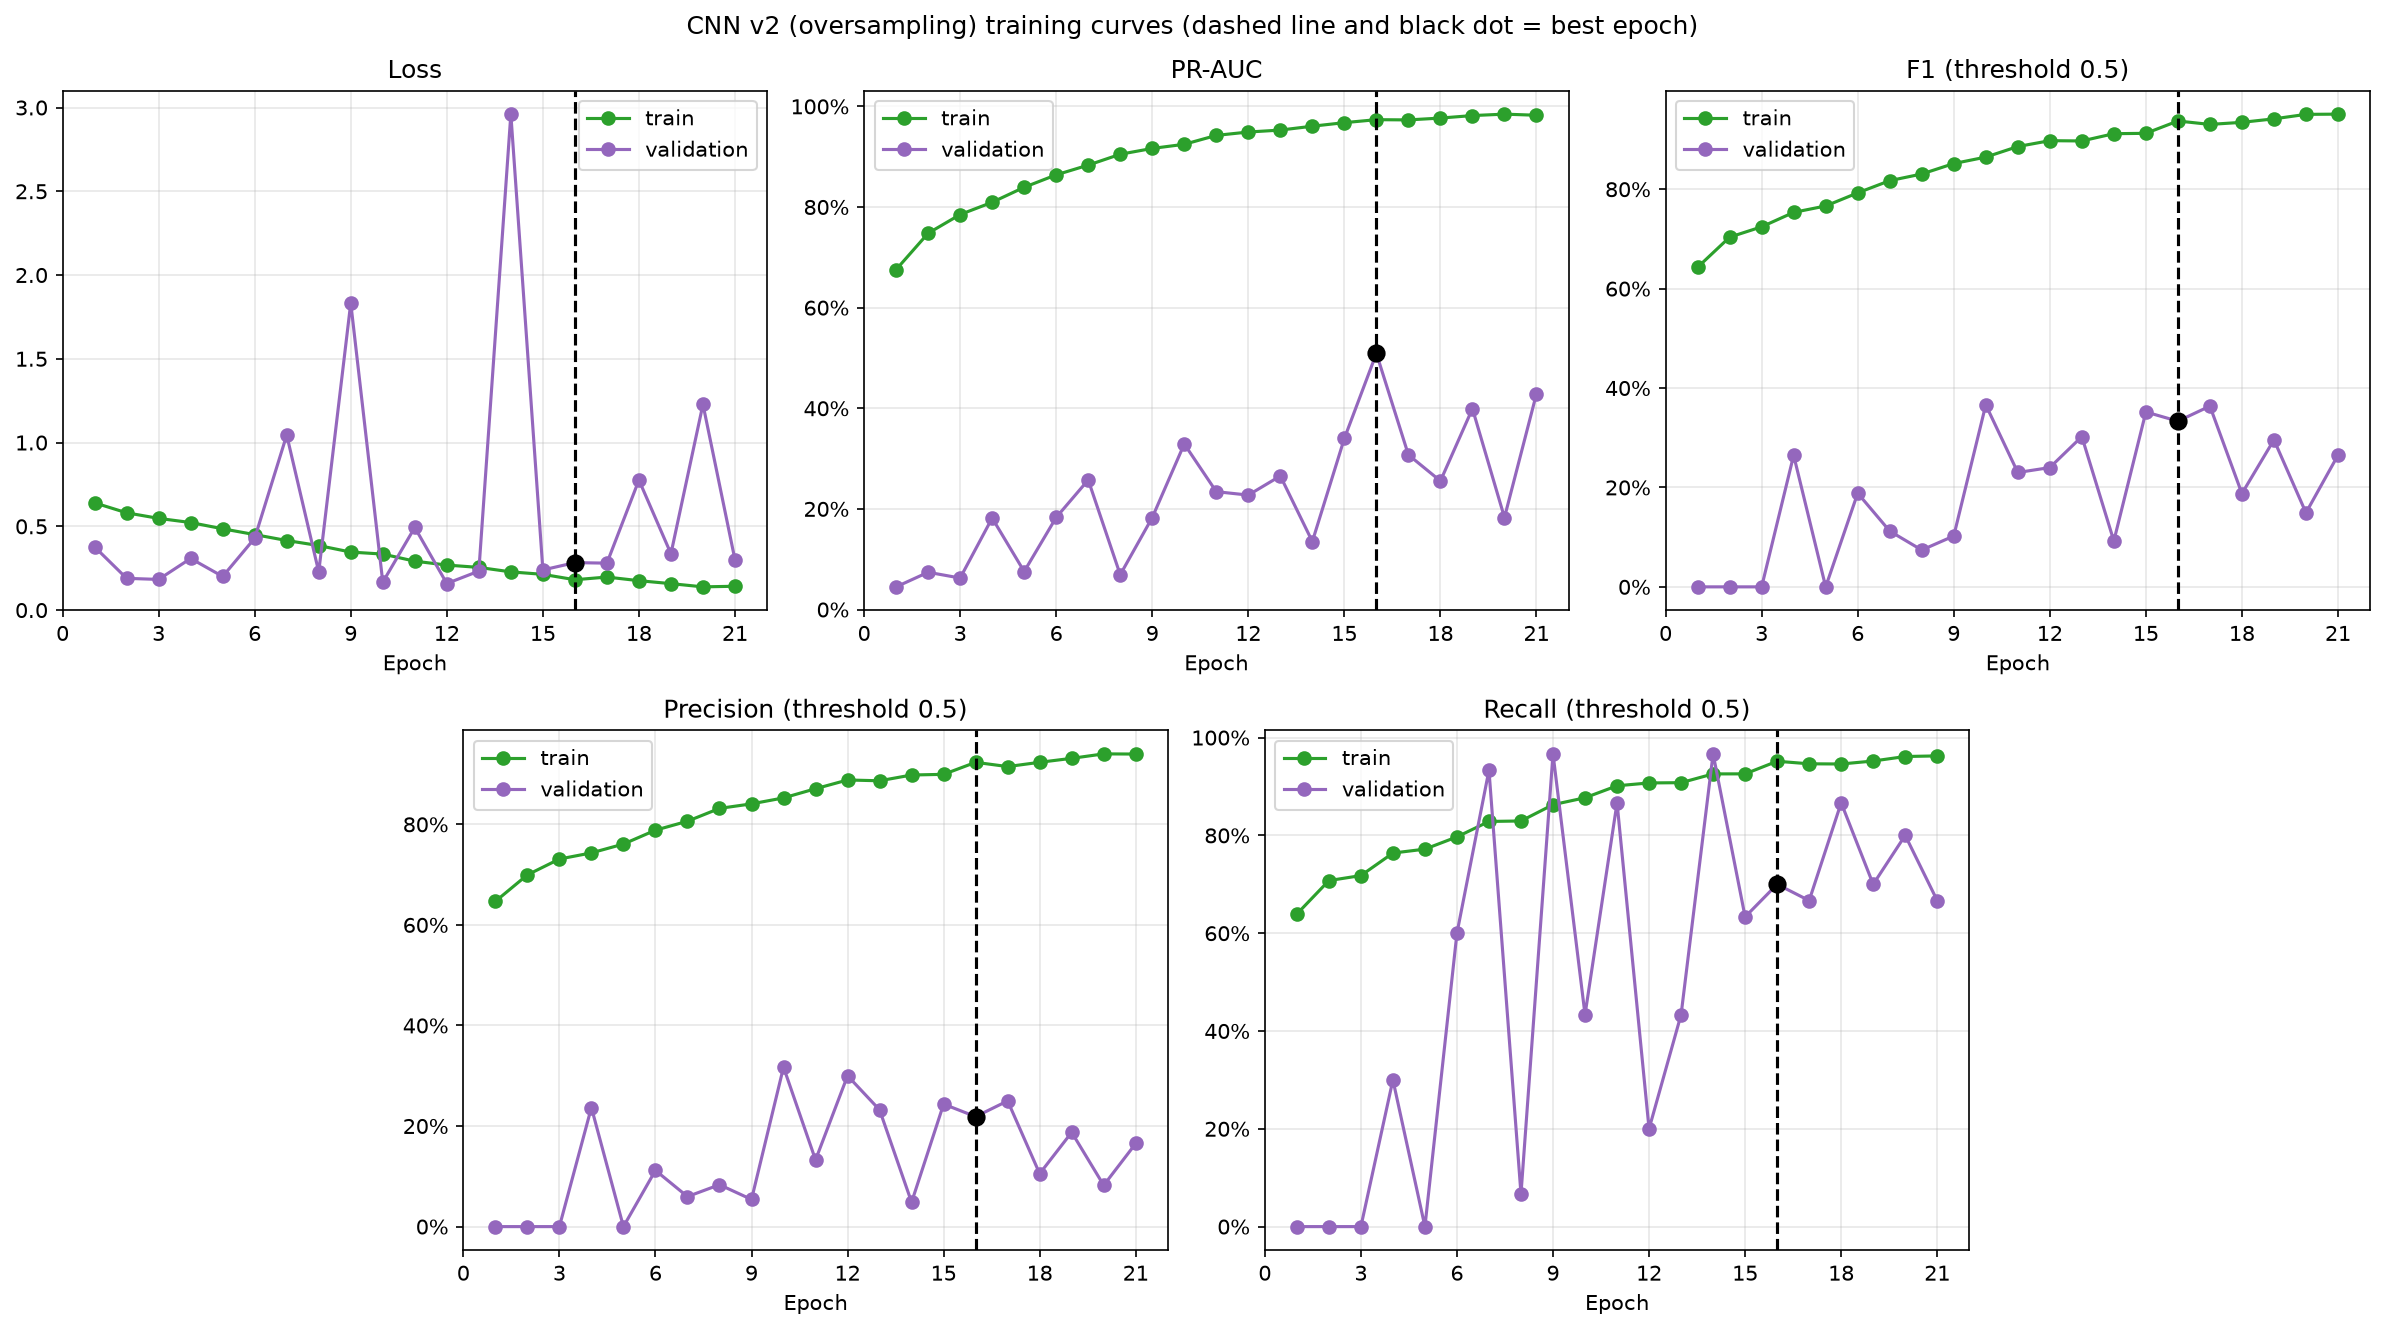 CNN v2 (oversampling) training curves (dashed line and black dot = best epoch)
Loss
train
validation
3.0
2.5
2.0
1.5
1.0
0.5
0.0
0 3 6 9 12 15 18 21
Epoch
PR-AUC
train
validation
100%
80%
60%
40%
20%
0%
0 3 6 9 12 15 18 21
Epoch
F1 (threshold 0.5)
train
validation
80%
60%
40%
20%
0%
0 3 6 9 12 15 18 21
Epoch
Precision (threshold 0.5)
train
validation
80%
60%
40%
20%
0%
0 3 6 9 12 15 18 21
Epoch
Recall (threshold 0.5)
train
validation
100%
80%
60%
40%
20%
0%
0 3 6 9 12 15 18 21
Epoch